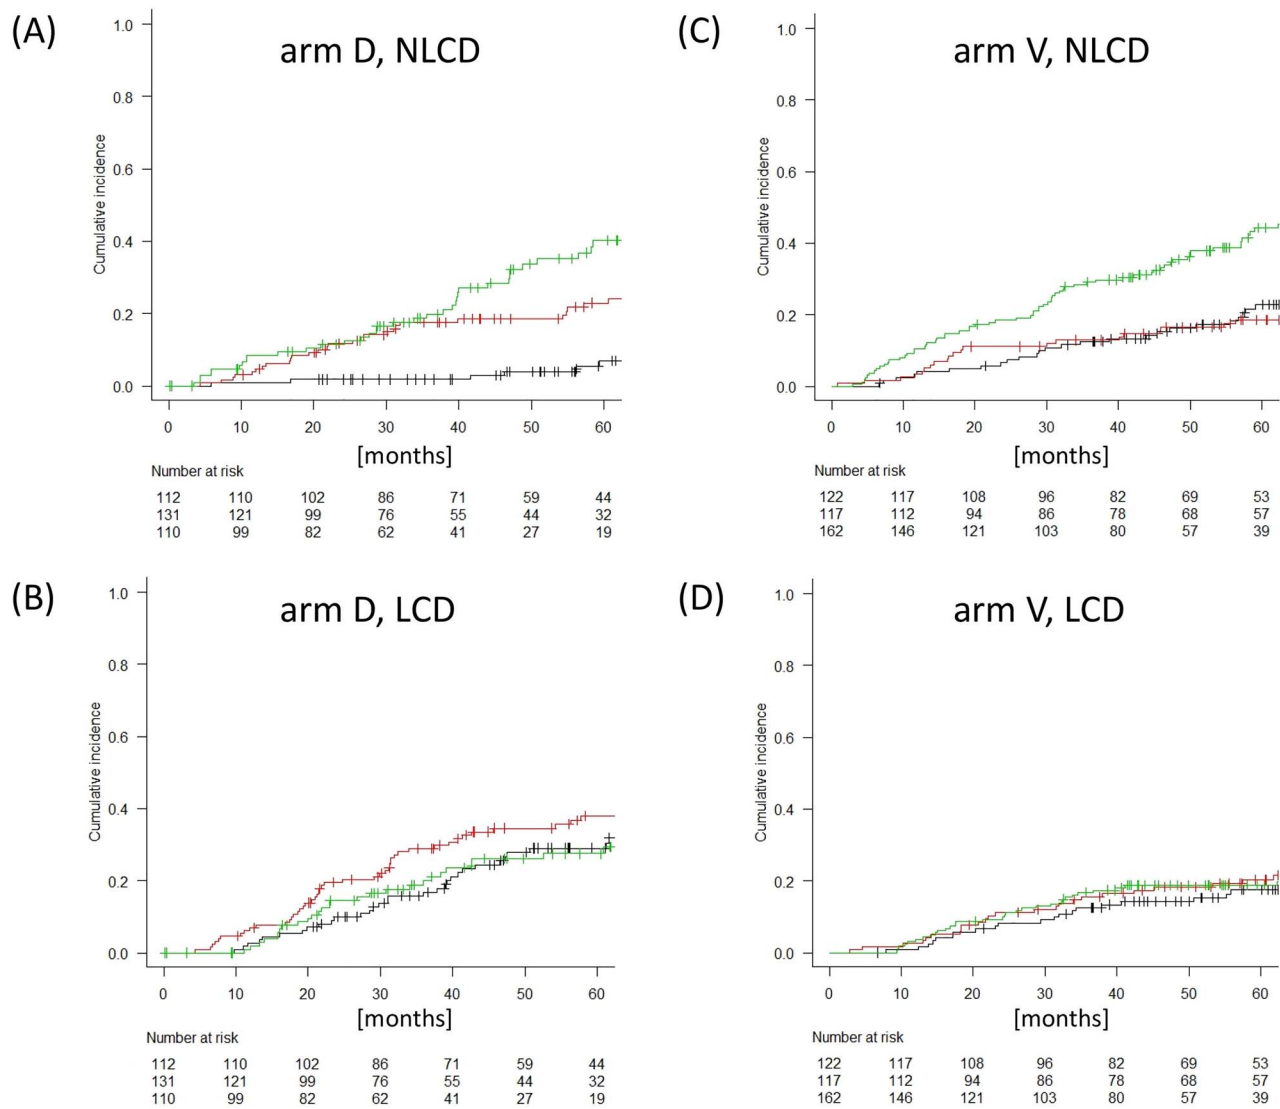 (A)
arm D, NLCD
1.0
0.8
0.6
0.4
0.2
0.0
Cumulative incidence
0 10 20 30 40 50 60
[months]
Number at risk
112 110 102 86 71 59 44
131 121 99 76 55 44 32
110 99 82 62 41 27 19
(C)
arm V, NLCD
1.0
0.8
0.6
0.4
0.2
0.0
Cumulative incidence
0 10 20 30 40 50 60
[months]
Number at risk
122 117 108 96 82 69 53
117 112 94 86 78 68 57
162 146 121 103 80 57 39
(B)
arm D, LCD
1.0
0.8
0.6
0.4
0.2
0.0
Cumulative incidence
0 10 20 30 40 50 60
[months]
Number at risk
112 110 102 86 71 59 44
131 121 99 76 55 44 32
110 99 82 62 41 27 19
(D)
arm V, LCD
1.0
0.8
0.6
0.4
0.2
0.0
Cumulative incidence
0 10 20 30 40 50 60
[months]
Number at risk
122 117 108 96 82 69 53
117 112 94 86 78 68 57
162 146 121 103 80 57 39